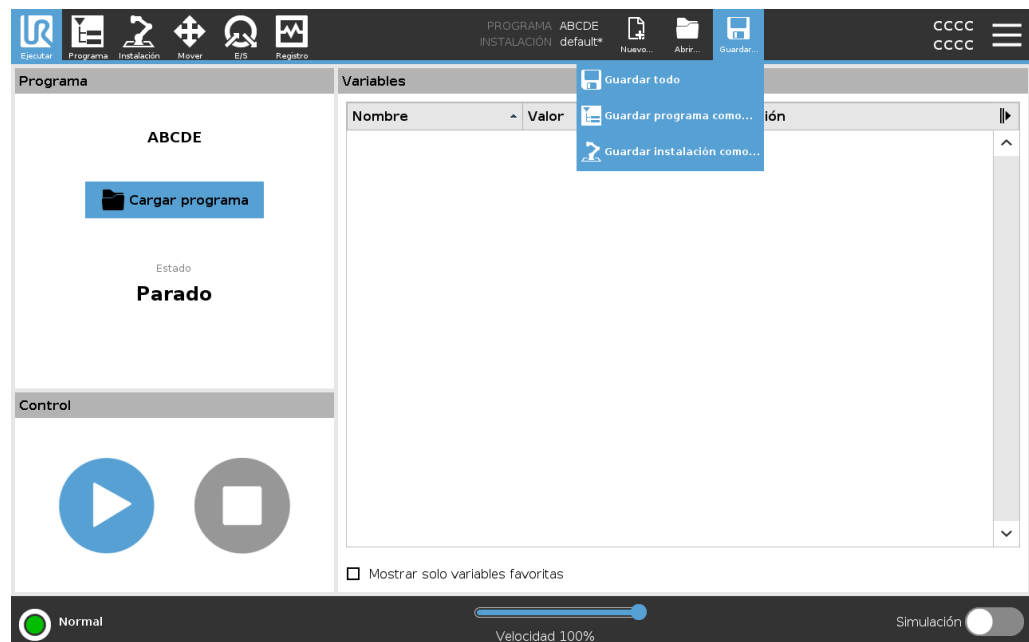 UR
Ejecutar
Programa
Instalación
Mover
E/S
Registro
PROGRAMA ABCDE
INSTALACIÓN default*
Nuevo...
Abrir...
Guardar...
CCCC
CCCC
Guardar todo
Guardar programa como...
Guardar instalación como...
Programa
ABCDE
Cargar programa
Estado
Parado
Control
Variables
Nombre
Valor
ión
Mostrar solo variables favoritas
Normal
Velocidad 100%
Simulación